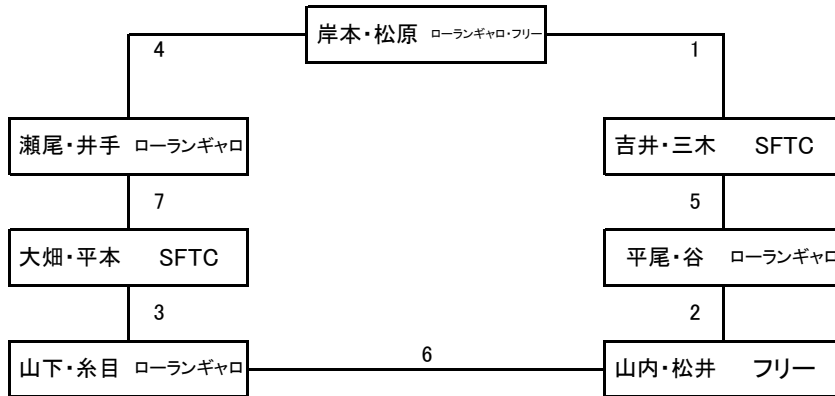 岸本・松原 ローランギャロ・フリー
4
1
瀬尾・井手 ローランギャロ
吉井・三木 SFTC
7
5
大畑・平本 SFTC
平尾・谷 ローランギャロ
3
2
山下・糸目 ローランギャロ
6
山内・松井 フリー